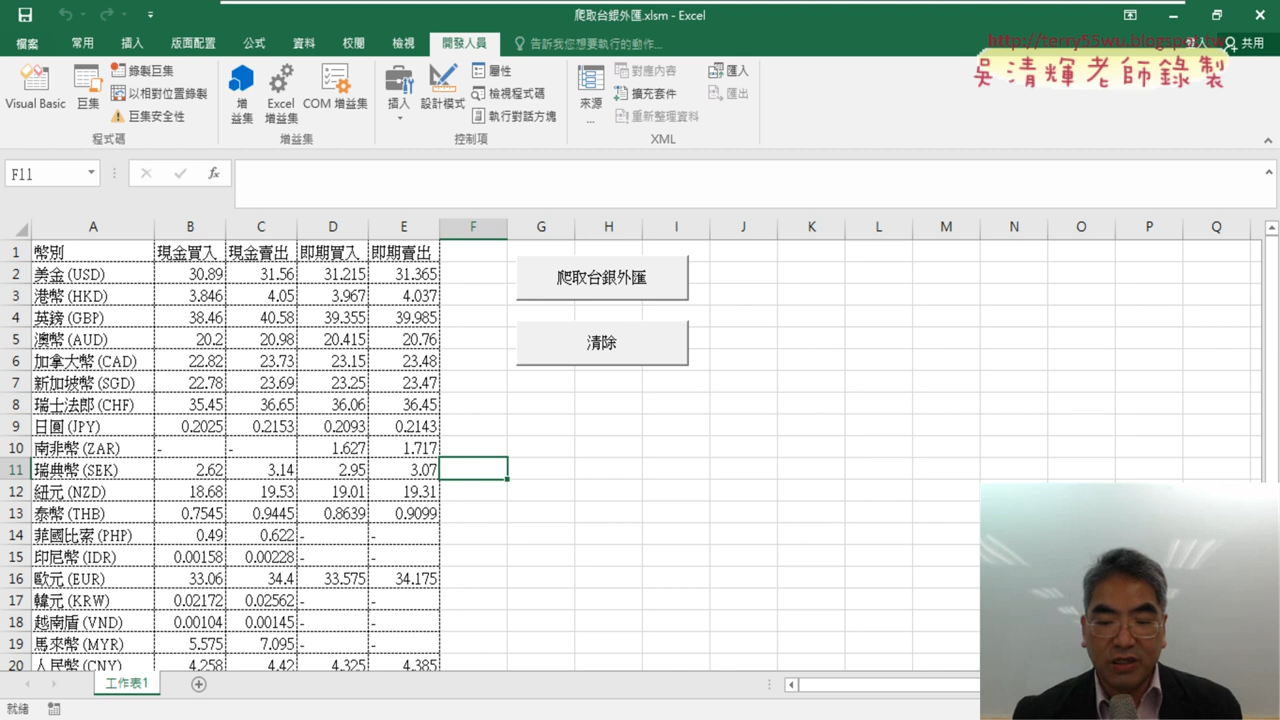 爬取台銀外匯.xlsm - Excel
檔案 常用 插入 版面配置 公式 資料 校閱 檢視 開發人員 告訴我您想要執行的動作... 共用
http://terry55wu.blogspot.tw
吳清輝老師錄製
Visual Basic 巨集 錄製巨集 以相對位置錄製 巨集安全性
增益集 Excel 增益集 COM 增益集
插入 設計模式 屬性 檢視程式碼 執行對話方塊
來源... 對應內容 擴充套件 重新整理資料 匯入 匯出
程式碼 增益集 控制項 XML
F11 fx
A B C D E F G H I J K L M N O P Q
1 幣別 現金買入 現金賣出 即期買入 即期賣出
2 美金 (USD) 30.89 31.56 31.215 31.365
爬取台銀外匯
3 港幣 (HKD) 3.846 4.05 3.967 4.037
4 英鎊 (GBP) 38.46 40.58 39.355 39.985
5 澳幣 (AUD) 20.2 20.98 20.415 20.76
清除
6 加拿大幣 (CAD) 22.82 23.73 23.15 23.48
7 新加坡幣 (SGD) 22.78 23.69 23.25 23.47
8 瑞士法郎 (CHF) 35.45 36.65 36.06 36.45
9 日圓 (JPY) 0.2025 0.2153 0.2093 0.2143
10 南非幣 (ZAR) - - 1.627 1.717
11 瑞典幣 (SEK) 2.62 3.14 2.95 3.07
12 紐元 (NZD) 18.68 19.53 19.01 19.31
13 泰幣 (THB) 0.7545 0.9445 0.8639 0.9099
14 菲國比索 (PHP) 0.49 0.622 - -
15 印尼幣 (IDR) 0.00158 0.00228 - -
16 歐元 (EUR) 33.06 34.4 33.575 34.175
17 韓元 (KRW) 0.02172 0.02562 - -
18 越南盾 (VND) 0.00104 0.00145 - -
19 馬來幣 (MYR) 5.575 7.095 - -
20 人民幣 (CNY) 4.258 4.42 4.325 4.385
工作表1
就緒